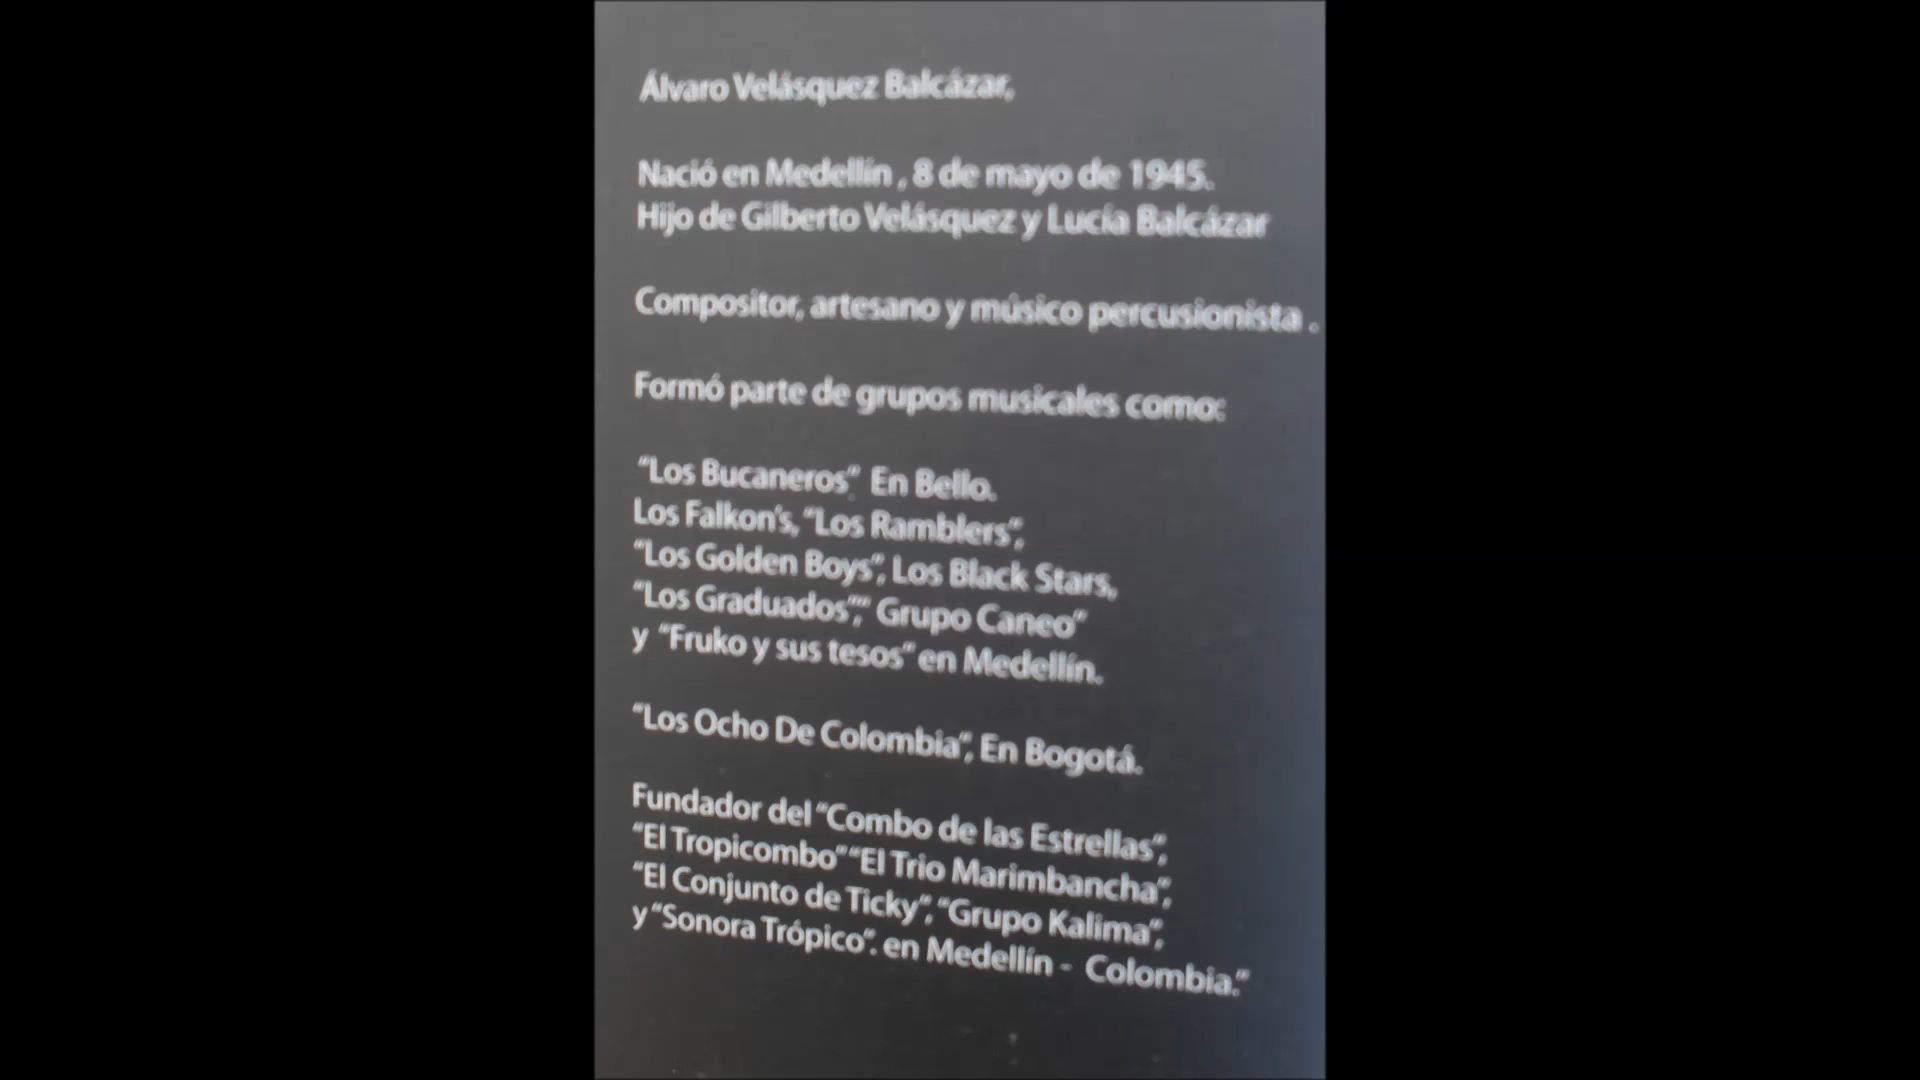 Álvaro Velásquez Balcázar,
Nació en Medellín , 8 de mayo de 1945.
Hijo de Gilberto Velásquez y Lucía Balcázar
Compositor, artesano y músico percusionista .
Formó parte de grupos musicales como:
“Los Bucaneros” En Bello.
Los Falkon's, “Los Ramblers”,
“Los Golden Boys”, Los Black Stars,
“Los Graduados”,“ Grupo Caneo”
y “Fruko y sus tesos” en Medellín.
“Los Ocho De Colombia”, En Bogotá.
Fundador del “Combo de las Estrellas”,
“El Tropicombo” “El Trio Marimbancha”,
“El Conjunto de Ticky”, “Grupo Kalima”,
y “Sonora Trópico”. en Medellín - Colombia.”